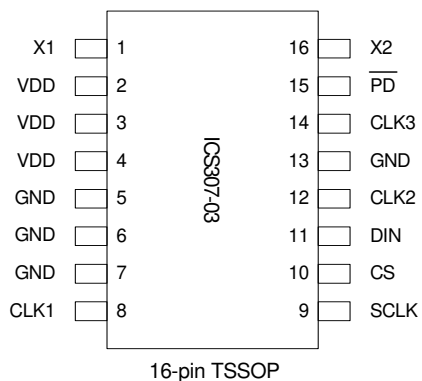 X1 1 16 X2
VDD 2 15 PD
VDD 3 14 CLK3
VDD 4 13 GND
GND 5 12 CLK2
GND 6 11 DIN
GND 7 10 CS
CLK1 8 9 SCLK
ICS307-03
16-pin TSSOP